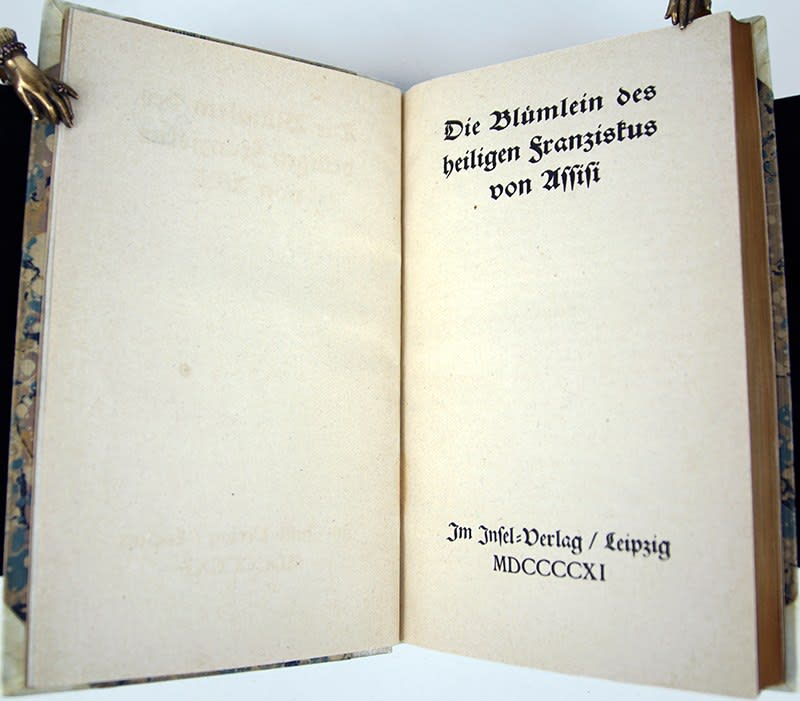 Die Blümlein des
heiligen Franziskus
von Assisi
Im Insel-Verlag / Leipzig
MDCCCCXI